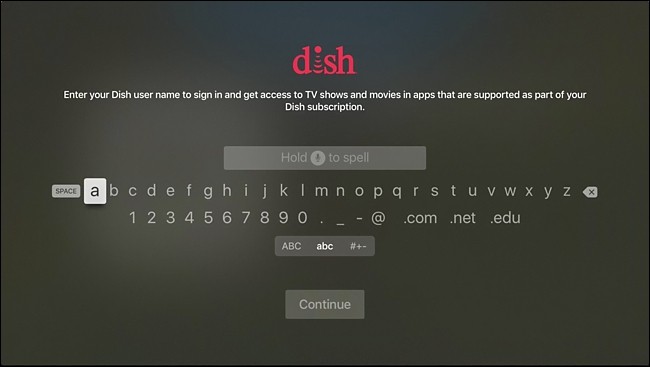 dish
Enter your Dish user name to sign in and get access to TV shows and movies in apps that are supported as part of your
Dish subscription.
Hold to spell
SPACE a b c d e f g h i j k l m n o p q r s t u v w x y z
1 2 3 4 5 6 7 8 9 0 . _ - @ .com .net .edu
ABC abc #+-
Continue